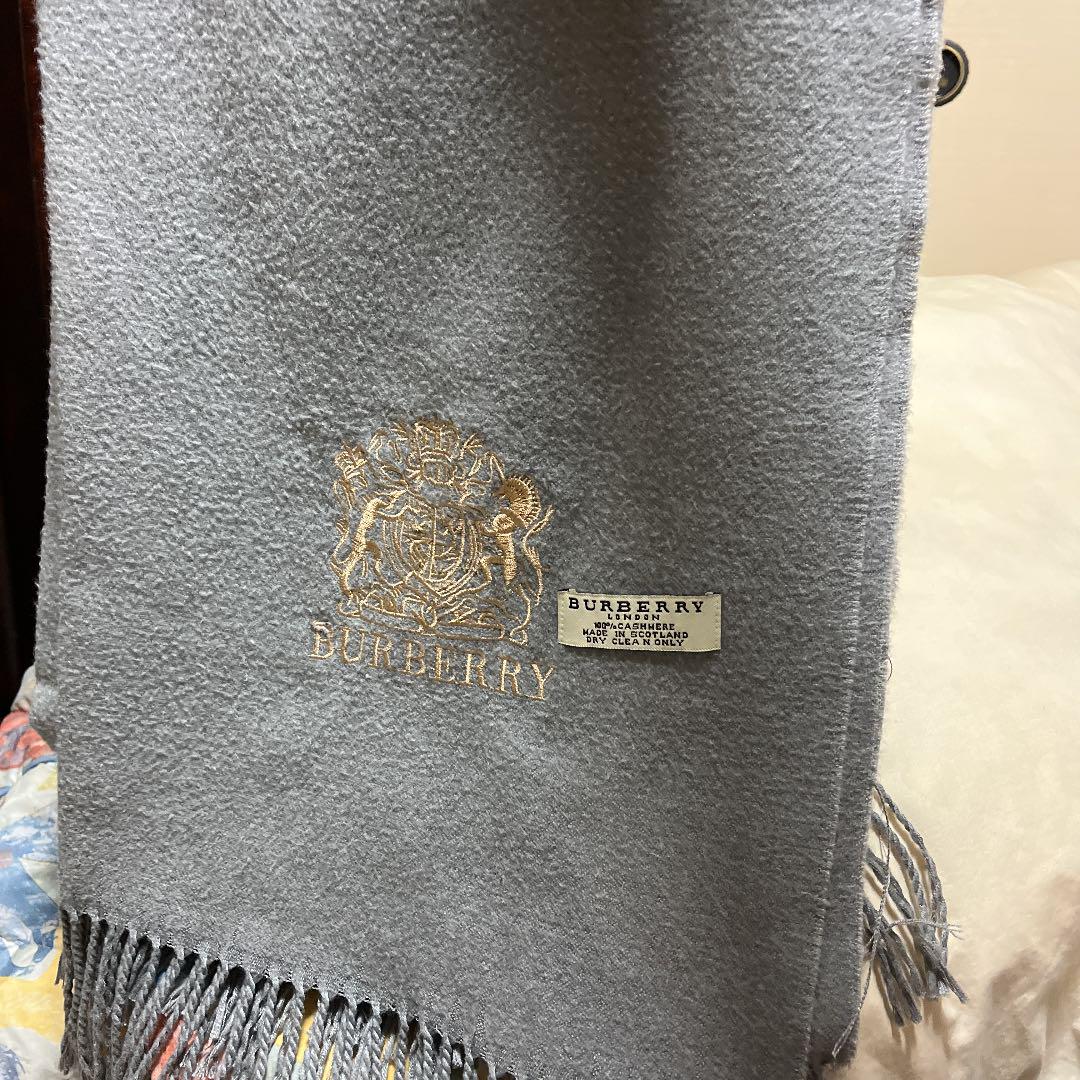 BURBERRY
BURBERRY
LONDON
100%CASHMERE
MADE IN SCOTLAND
DRY CLEAN ONLY